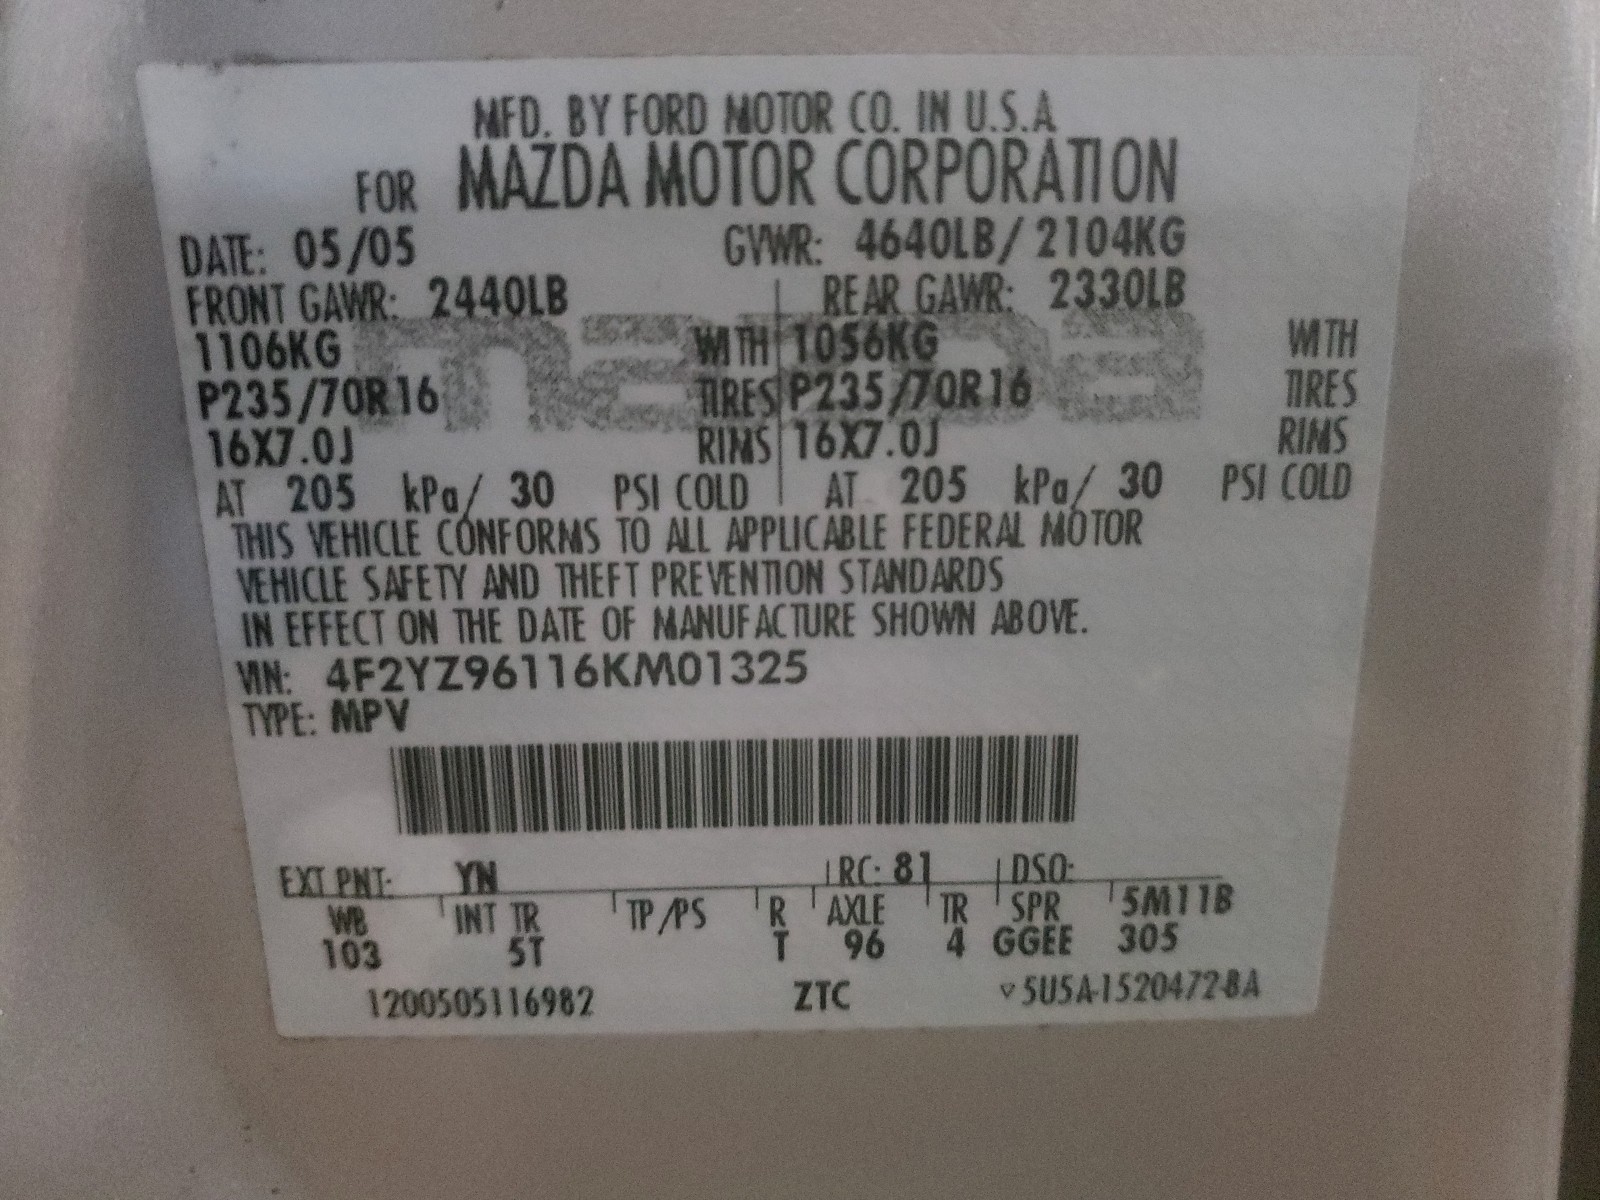 MFD. BY FORD MOTOR CO. IN U.S.A
FOR MAZDA MOTOR CORPORATION
DATE: 05/05 GVWR: 4640LB/ 2104KG
FRONT GAWR: 2440LB REAR GAWR: 2330LB
mazda
1106KG WITH 1056KG WITH
P235/70R16 TIRES P235/70R16 TIRES
16X7.0J RIMS 16X7.0J RIMS
AT 205 kPa/ 30 PSI COLD AT 205 kPa/ 30 PSI COLD
THIS VEHICLE CONFORMS TO ALL APPLICABLE FEDERAL MOTOR
VEHICLE SAFETY AND THEFT PREVENTION STANDARDS
IN EFFECT ON THE DATE OF MANUFACTURE SHOWN ABOVE.
VIN: 4F2YZ96116KM01325
TYPE: MPV
EXT PNT: YN RC: 81 DSO:
WB INT TR TP/PS R AXLE TR SPR 5M11B
103 5T T 96 4 GGEE 305
1200505116982 ZTC ▽5U5A-1520472-BA